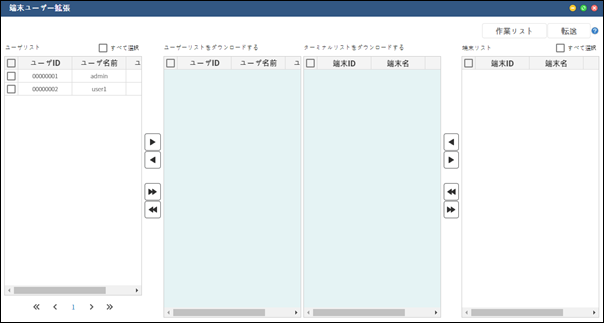 端末ユーザー拡張
作業リスト 転送
ユーザリスト すべて選択 ユーザーリストをダウンロードする ターミナルリストをダウンロードする 端末リスト すべて選択
ユーザID ユーザ名前 ユ ユーザID ユーザ名前 ユ 端末ID 端末名 端末ID 端末名
00000001 admin
00000002 user1
1